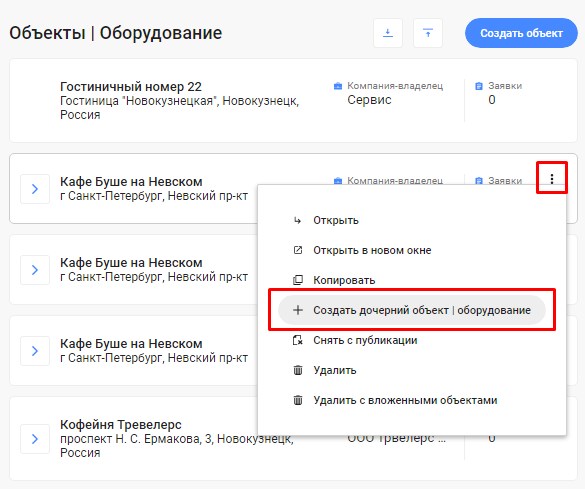 Объекты | Оборудование
Создать объект
Гостиничный номер 22
Гостиница "Новокузнецкая", Новокузнецк,
Россия
Компания-владелец
Сервис
Заявки
0
Кафе Буше на Невском
г Санкт-Петербург, Невский пр-кт
Компания-владелец
Заявки
Открыть
Открыть в новом окне
Копировать
Создать дочерний объект | оборудование
Снять с публикации
Удалить
Удалить с вложенными объектами
Кафе Буше на Невском
г Санкт-Петербург, Невский пр-кт
Кафе Буше на Невском
г Санкт-Петербург, Невский пр-кт
Кофейня Тревелерс
проспект Н. С. Ермакова, 3, Новокузнецк,
Россия
ООО Трвелерс ...
0